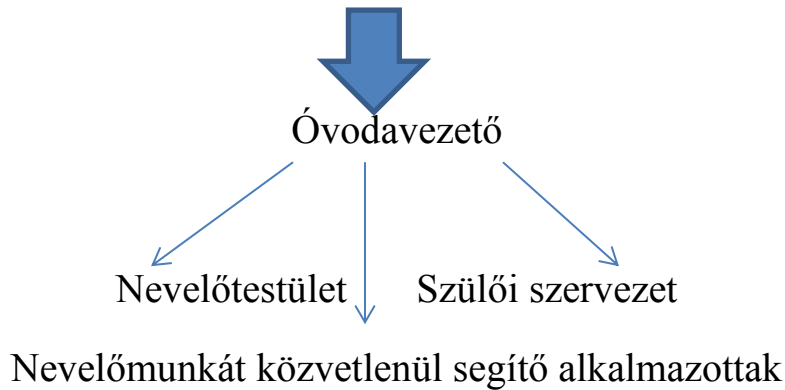 Óvodavezető
Nevelőtestület
Szülői szervezet
Nevelőmunkát közvetlenül segítő alkalmazottak